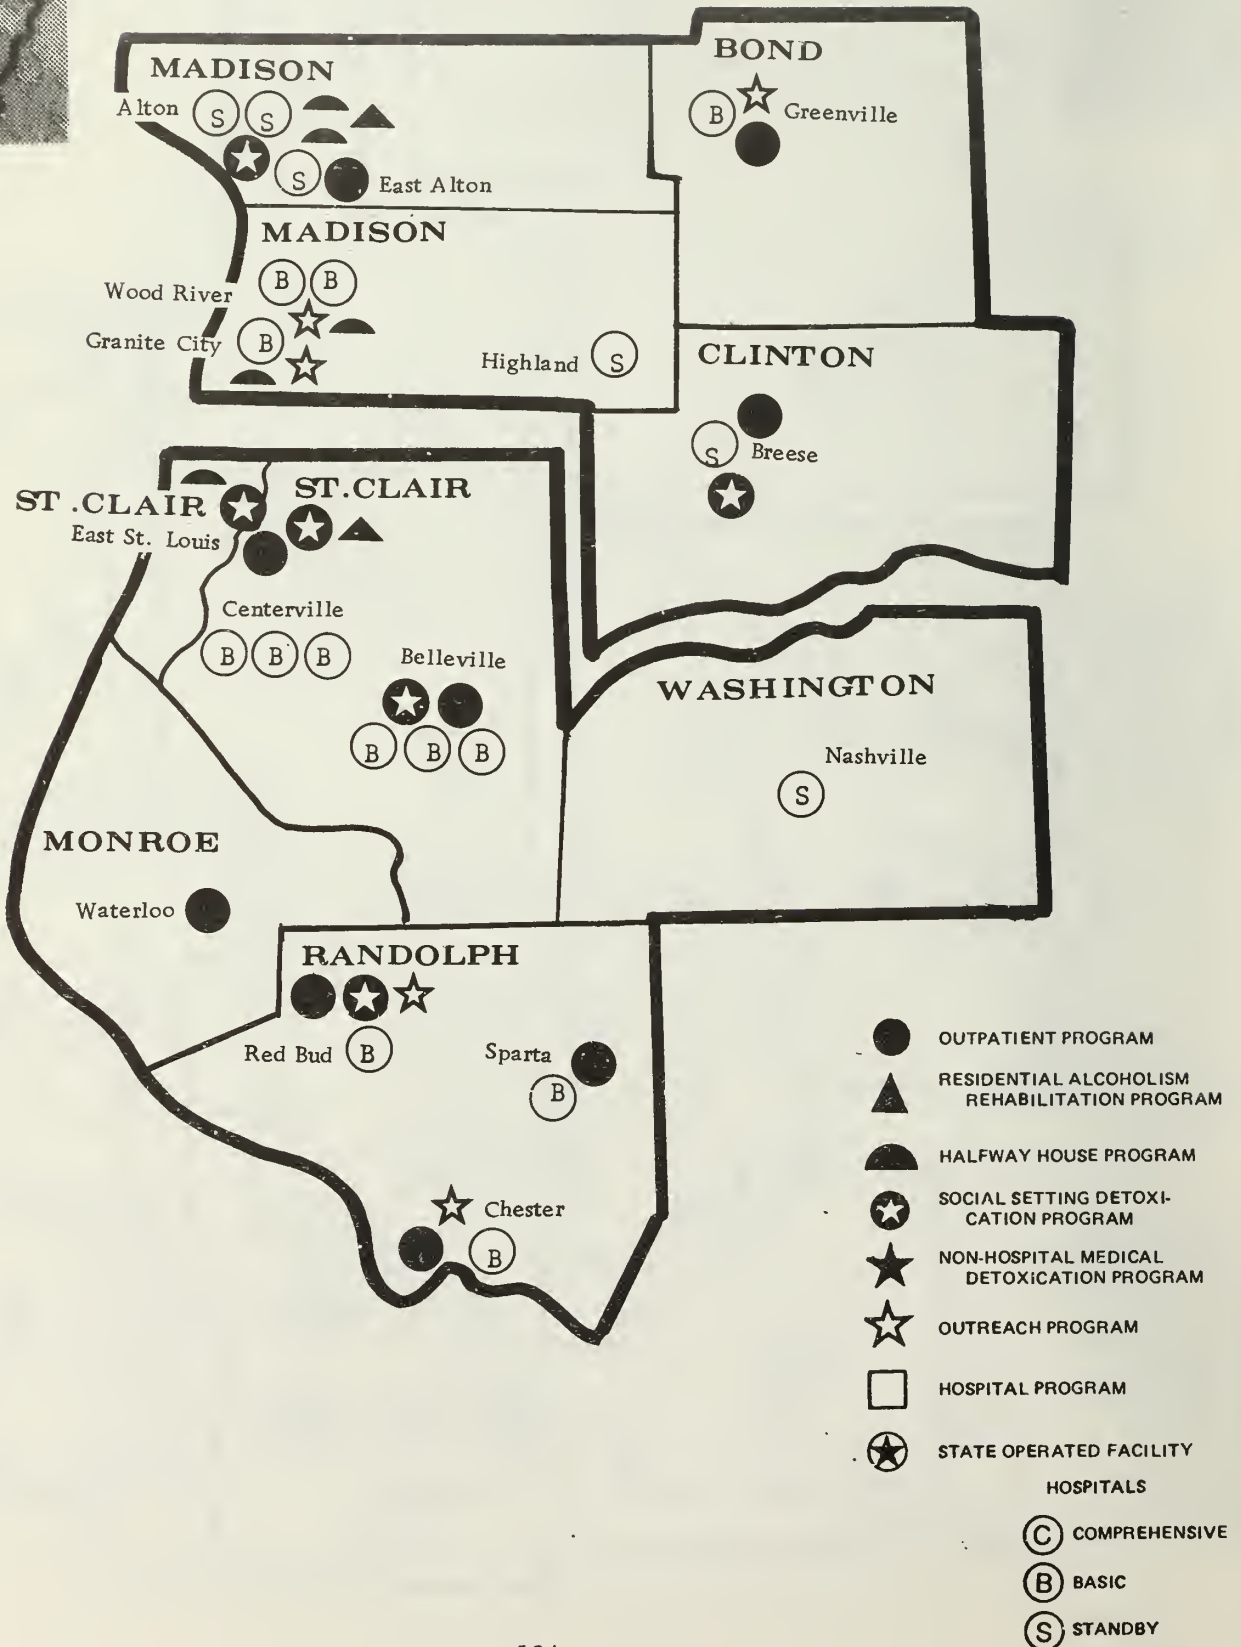 MADISON
Alton S S
S East Alton
BOND
B Greenville
MADISON
Wood River B B
Granite City B
Highland S
CLINTON
S Breese
ST.CLAIR
ST .CLAIR
East St. Louis
Centerville
B B B
Belleville
B B B
WASHINGTON
Nashville
S
MONROE
Waterloo
RANDOLPH
Red Bud B
Sparta
B
Chester
B
OUTPATIENT PROGRAM
RESIDENTIAL ALCOHOLISM
REHABILITATION PROGRAM
HALFWAY HOUSE PROGRAM
SOCIAL SETTING DETOXI-
CATION PROGRAM
NON-HOSPITAL MEDICAL
DETOXICATION PROGRAM
OUTREACH PROGRAM
HOSPITAL PROGRAM
STATE OPERATED FACILITY
HOSPITALS
C COMPREHENSIVE
B BASIC
S STANDBY